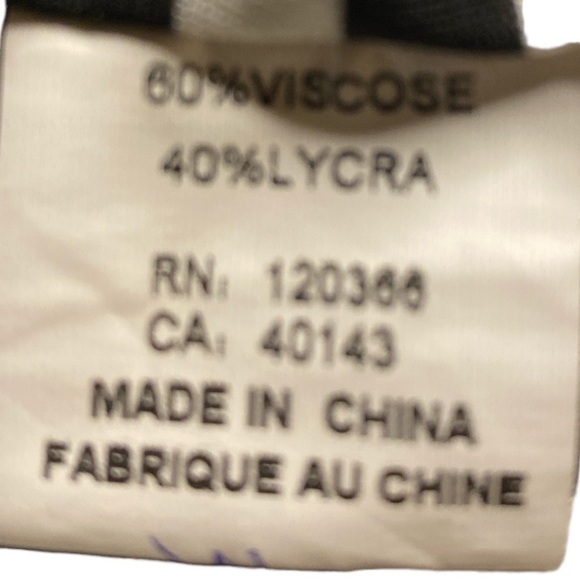 60%VISCOSE
40%LYCRA
RN: 120366
CA: 40143
MADE IN CHINA
FABRIQUE AU CHINE